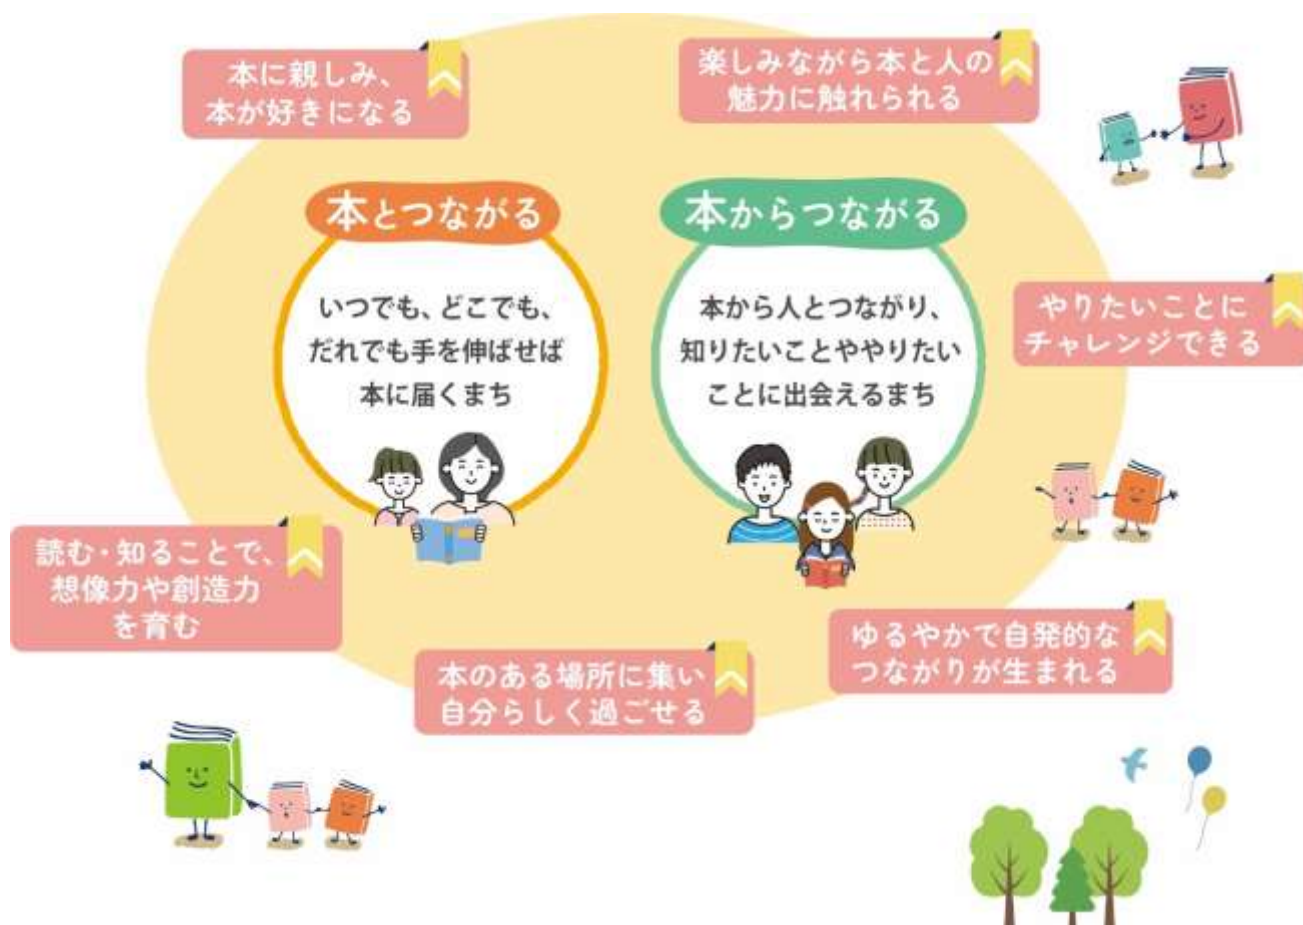 本に親しみ、
本が好きになる
楽しみながら本と人の
魅力に触れられる
本とつながる
いつでも、どこでも、
だれでも手を伸ばせば
本に届くまち
本からつながる
本から人とつながり、
知りたいことややりたい
ことに出会えるまち
やりたいことに
チャレンジできる
読む・知ることで、
想像力や創造力
を育む
本のある場所に集い
自分らしく過ごせる
ゆるやかで自発的な
つながりが生まれる